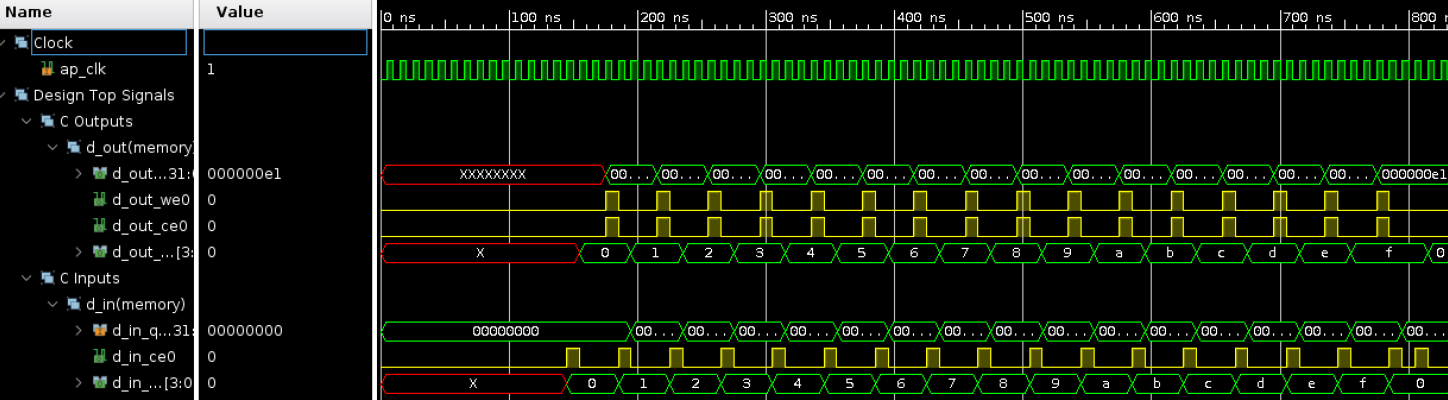 Name Value 0 ns 100 ns 200 ns 300 ns 400 ns 500 ns 600 ns 700 ns 800 n
Clock
ap_clk 1
Design Top Signals
C Outputs
d_out(memory)
d_out...31:0 000000e1 XXXXXXXX 00... 00... 00... 00... 00... 00... 00... 00... 00... 00... 00... 00... 00... 00... 00... 000000e1
d_out_we0 0
d_out_ce0 0
d_out_...[3: 0 X 0 1 2 3 4 5 6 7 8 9 a b c d e f 0
C Inputs
d_in(memory)
d_in_q...31: 00000000 00000000 00... 00... 00... 00... 00... 00... 00... 00... 00... 00... 00... 00... 00... 00... 00... 00...
d_in_ce0 0
d_in_...[3:0 0 X 0 1 2 3 4 5 6 7 8 9 a b c d e f 0